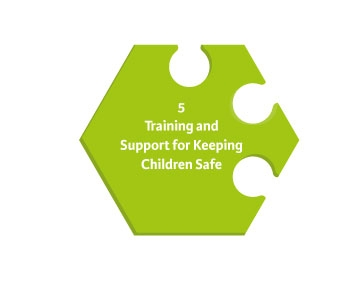 5
Training and
Support for Keeping
Children Safe